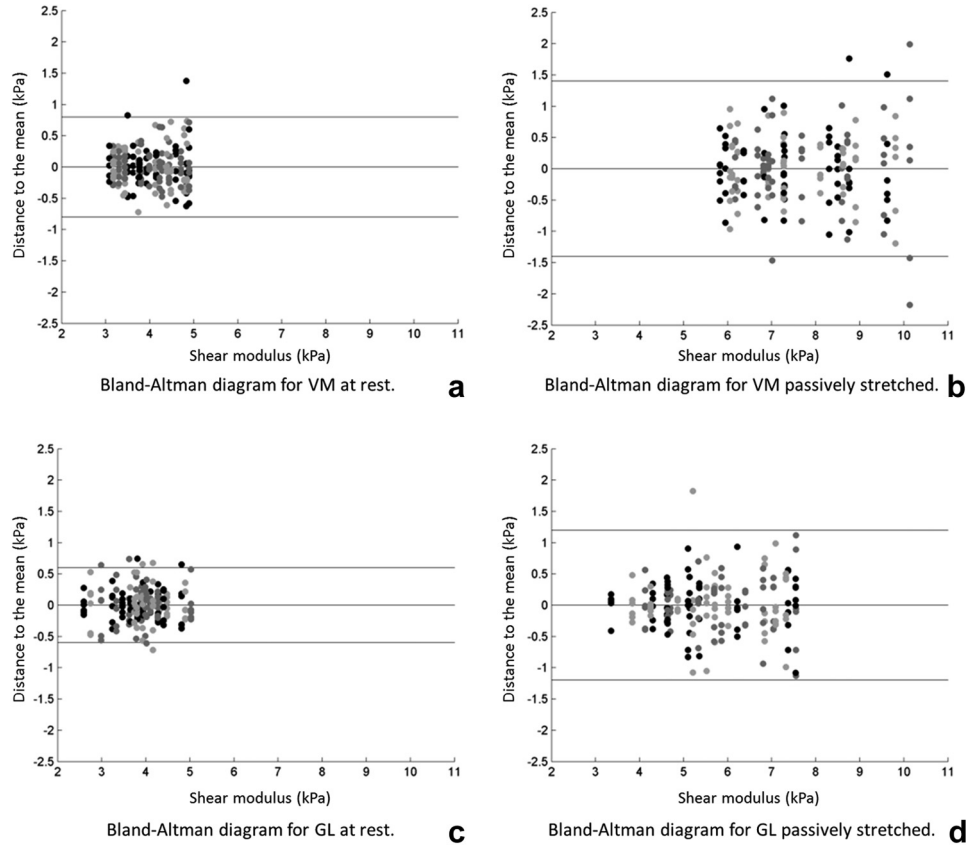 2.5
2
1.5
1
0.5
0
-0.5
-1
-1.5
-2
-2.5
Distance to the mean (kPa)
2 3 4 5 6 7 8 9 10 11
Shear modulus (kPa)
Bland-Altman diagram for VM at rest.
a
2.5
2
1.5
1
0.5
0
-0.5
-1
-1.5
-2
-2.5
Distance to the mean (kPa)
2 3 4 5 6 7 8 9 10 11
Shear modulus (kPa)
Bland-Altman diagram for VM passively stretched.
b
2.5
2
1.5
1
0.5
0
-0.5
-1
-1.5
-2
-2.5
Distance to the mean (kPa)
2 3 4 5 6 7 8 9 10 11
Shear modulus (kPa)
Bland-Altman diagram for GL at rest.
c
2.5
2
1.5
1
0.5
0
-0.5
-1
-1.5
-2
-2.5
Distance to the mean (kPa)
2 3 4 5 6 7 8 9 10 11
Shear modulus (kPa)
Bland-Altman diagram for GL passively stretched.
d